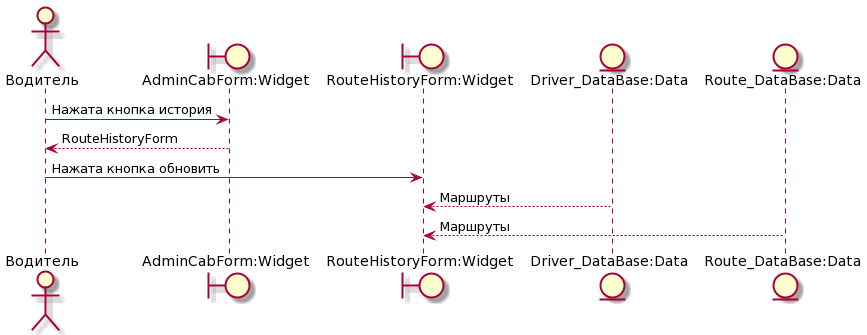 Водитель AdminCabForm:Widget RouteHistoryForm:Widget Driver_DataBase:Data Route_DataBase:Data
Нажата кнопка история
RouteHistoryForm
Нажата кнопка обновить
Маршруты
Маршруты
Водитель AdminCabForm:Widget RouteHistoryForm:Widget Driver_DataBase:Data Route_DataBase:Data